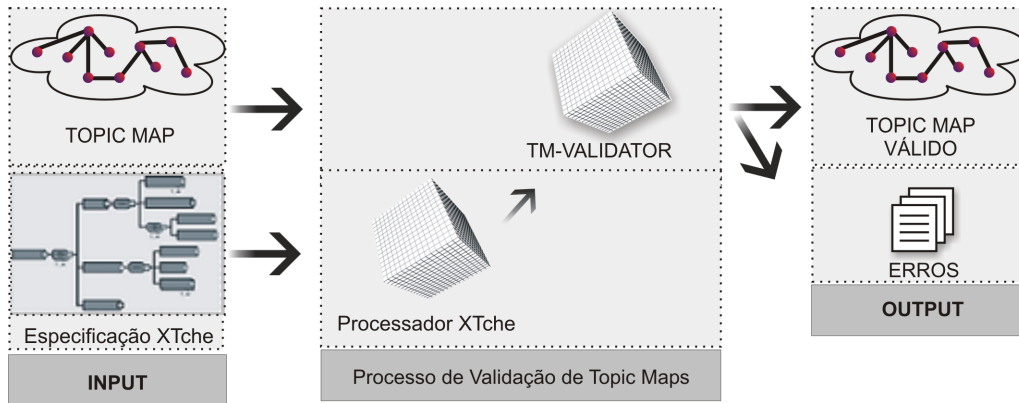 TOPIC MAP
Especificação XTche
INPUT
TM-VALIDATOR
Processador XTche
Processo de Validação de Topic Maps
TOPIC MAP
VÁLIDO
ERROS
OUTPUT